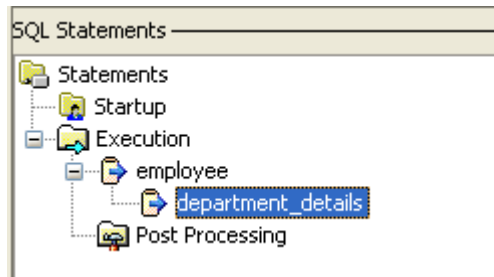 SQL Statements
Statements
Startup
Execution
employee
department_details
Post Processing